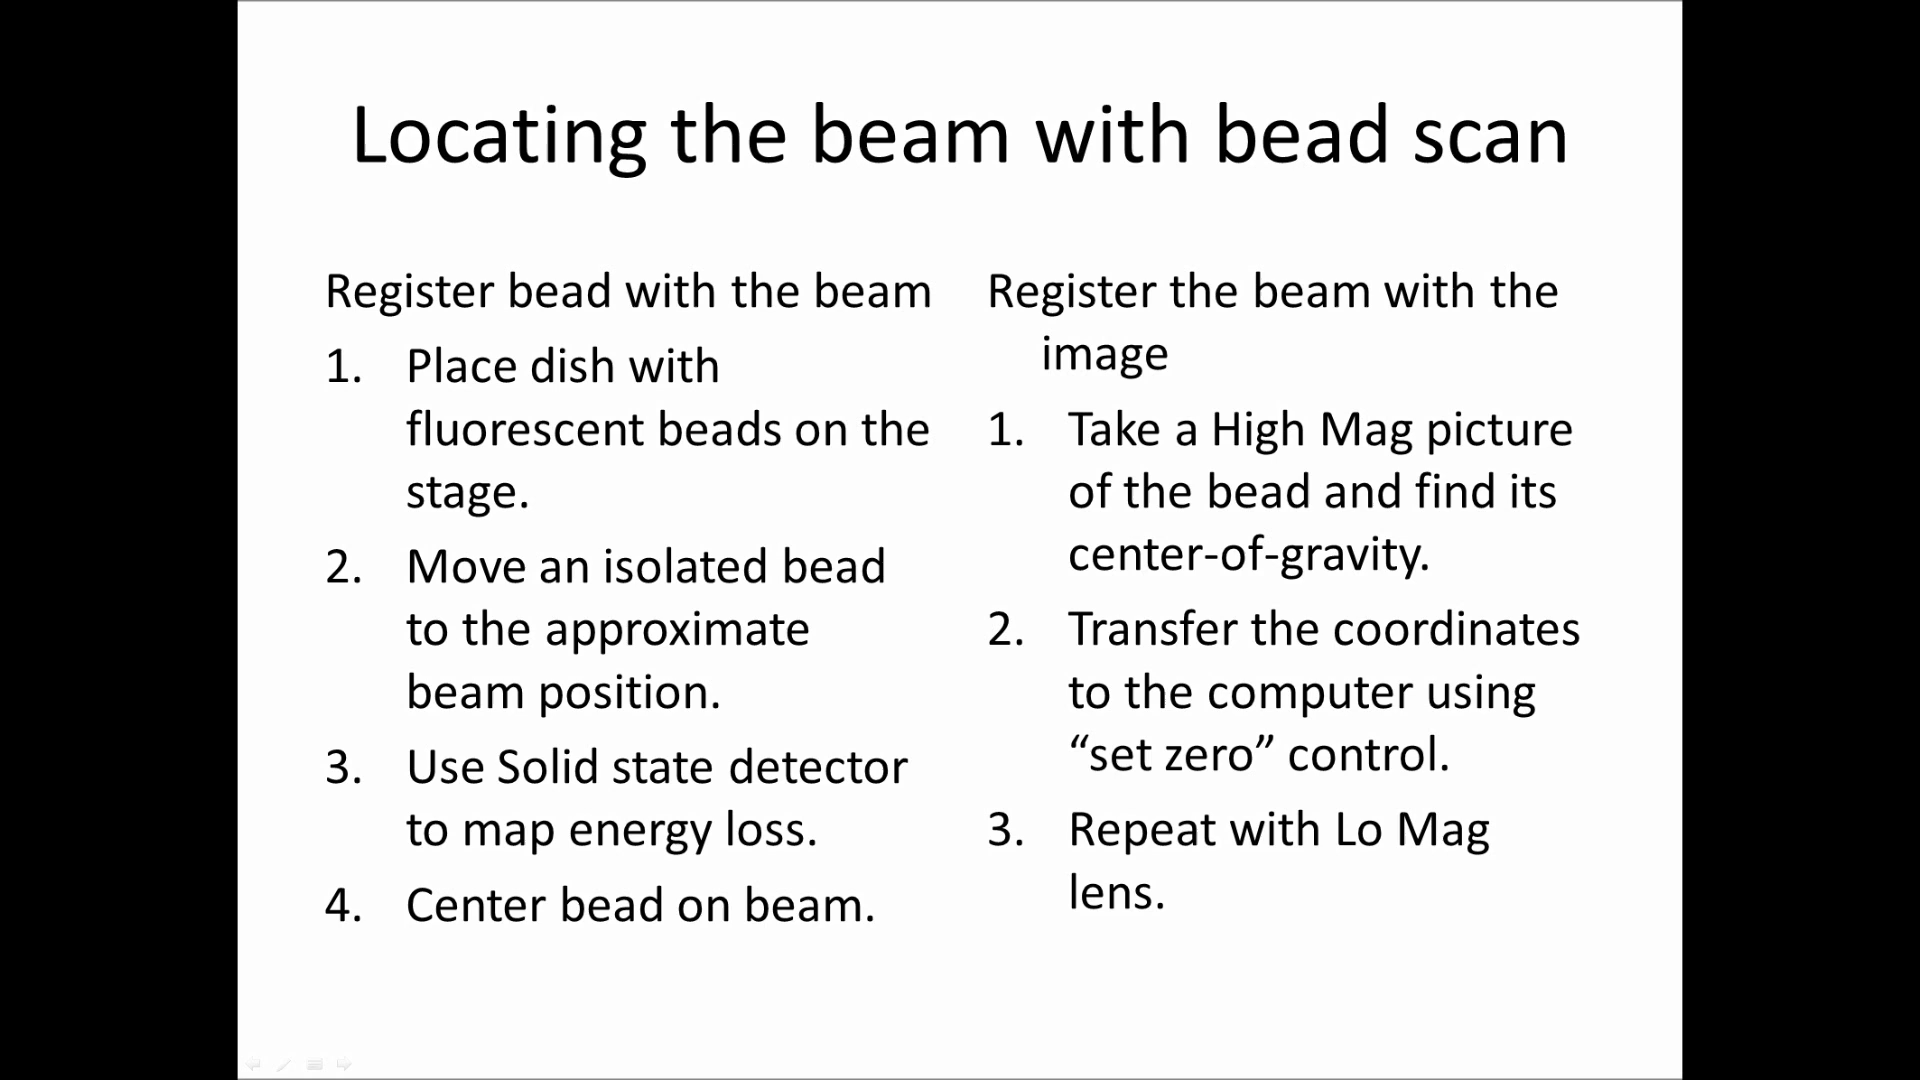 Locating the beam with bead scan
Register bead with the beam
1. Place dish with
fluorescent beads on the
stage.
2. Move an isolated bead
to the approximate
beam position.
3. Use Solid state detector
to map energy loss.
4. Center bead on beam.
Register the beam with the
image
1. Take a High Mag picture
of the bead and find its
center-of-gravity.
2. Transfer the coordinates
to the computer using
“set zero” control.
3. Repeat with Lo Mag
lens.